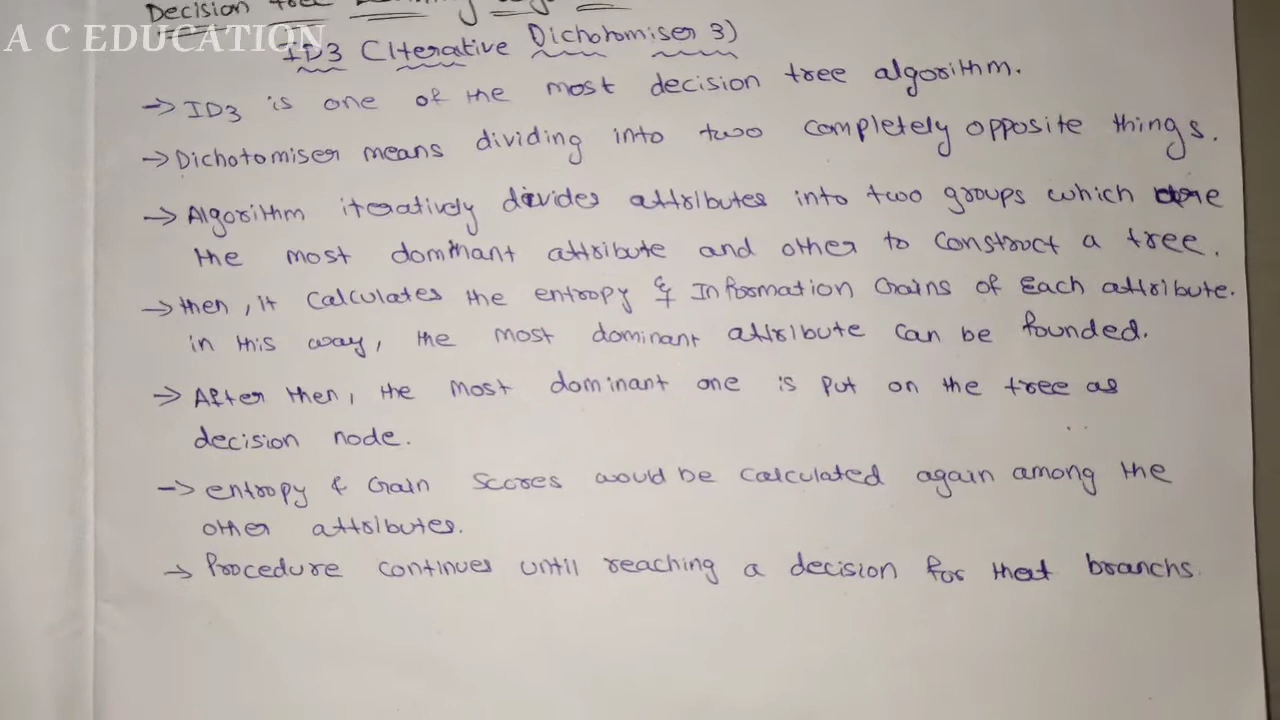 Decision tree
A C EDUCATION
ID3 (Iterative Dichotomiser 3)
→ ID3 is one of the most decision tree algorithm.
→ Dichotomiser means dividing into two completely opposite things.
→ Algorithm iteratively divides attributes into two groups which are
the most dominant attribute and other to construct a tree.
→ then, it calculates the entropy & Information Gains of Each attribute.
in this way, the most dominant attribute can be founded.
→ After then, the most dominant one is put on the tree as
decision node.
→ entropy & Gain scores would be calculated again among the
other attributes.
→ Procedure continues until reaching a decision for that branchs.